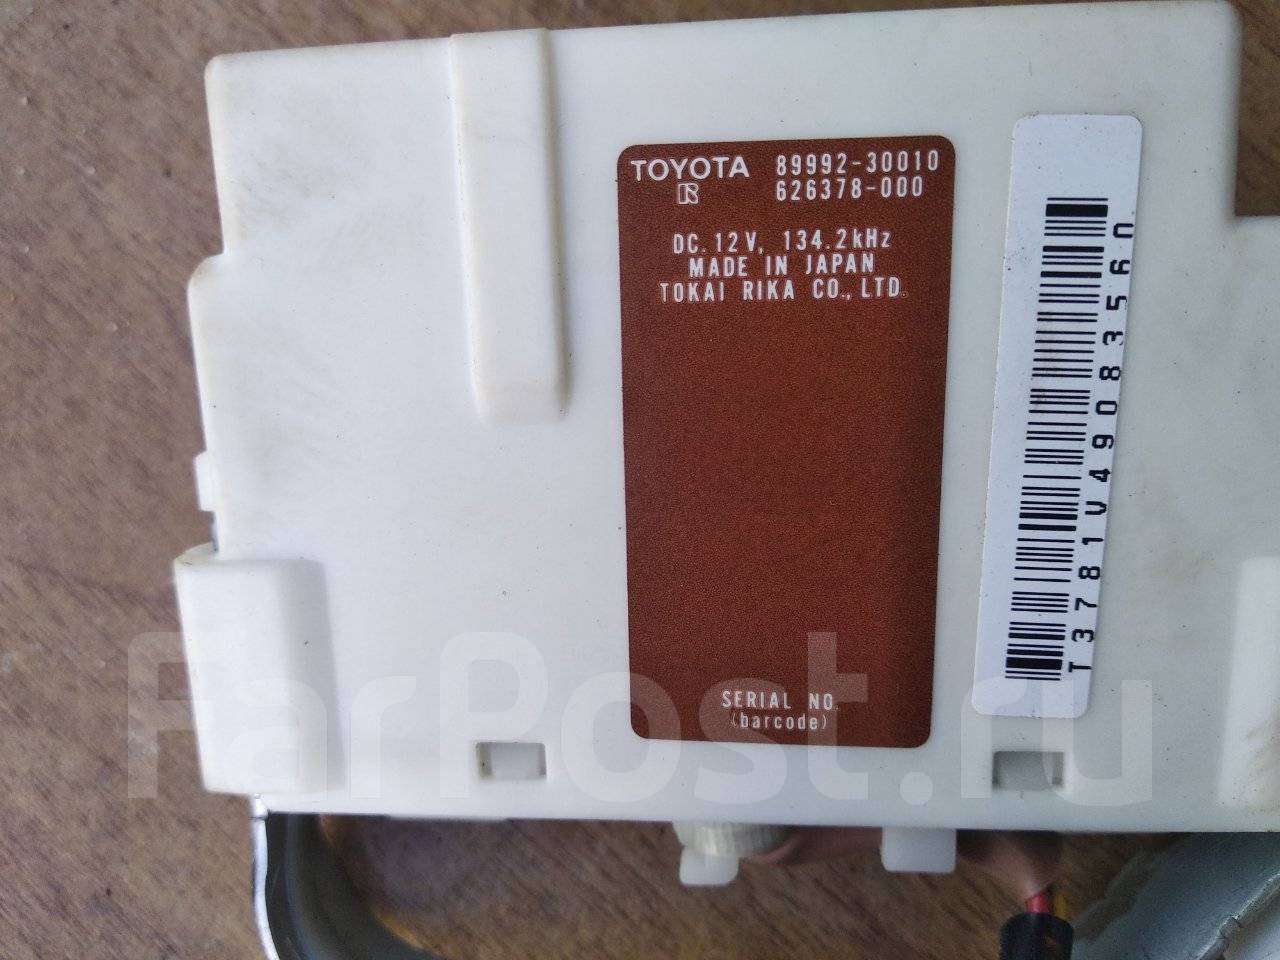 TOYOTA 89992-30010
R 626378-000
DC. 12V, 134.2kHz
MADE IN JAPAN
TOKAI RIKA CO., LTD.
SERIAL NO.
(barcode)
T3781V49083560
FarPost.ru